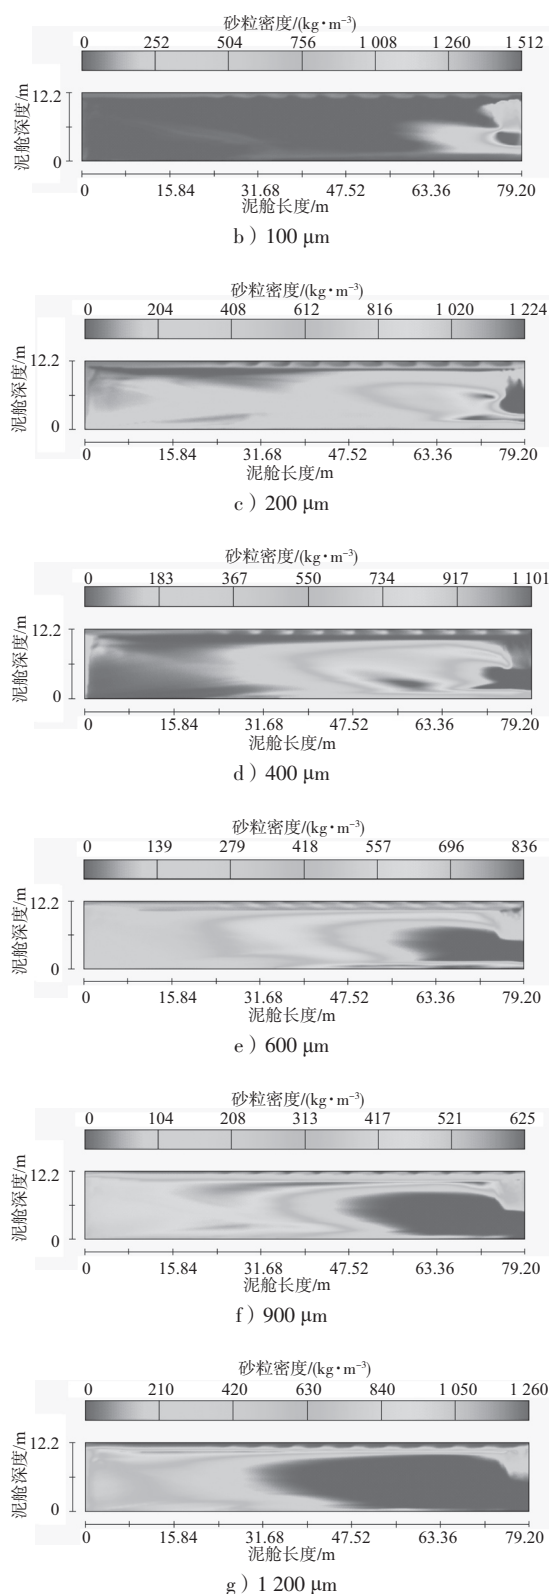 砂粒密度/(kg·m⁻³)
0 252 504 756 1 008 1 260 1 512
12.2
泥舱深度/m
0
0 15.84 31.68 47.52 63.36 79.20
泥舱长度/m
b）100 μm
砂粒密度/(kg·m⁻³)
0 204 408 612 816 1 020 1 224
12.2
泥舱深度/m
0
0 15.84 31.68 47.52 63.36 79.20
泥舱长度/m
c）200 μm
砂粒密度/(kg·m⁻³)
0 183 367 550 734 917 1 101
12.2
泥舱深度/m
0
0 15.84 31.68 47.52 63.36 79.20
泥舱长度/m
d）400 μm
砂粒密度/(kg·m⁻³)
0 139 279 418 557 696 836
12.2
泥舱深度/m
0
0 15.84 31.68 47.52 63.36 79.20
泥舱长度/m
e）600 μm
砂粒密度/(kg·m⁻³)
0 104 208 313 417 521 625
12.2
泥舱深度/m
0
0 15.84 31.68 47.52 63.36 79.20
泥舱长度/m
f）900 μm
砂粒密度/(kg·m⁻³)
0 210 420 630 840 1 050 1 260
12.2
泥舱深度/m
0
0 15.84 31.68 47.52 63.36 79.20
泥舱长度/m
g）1 200 μm